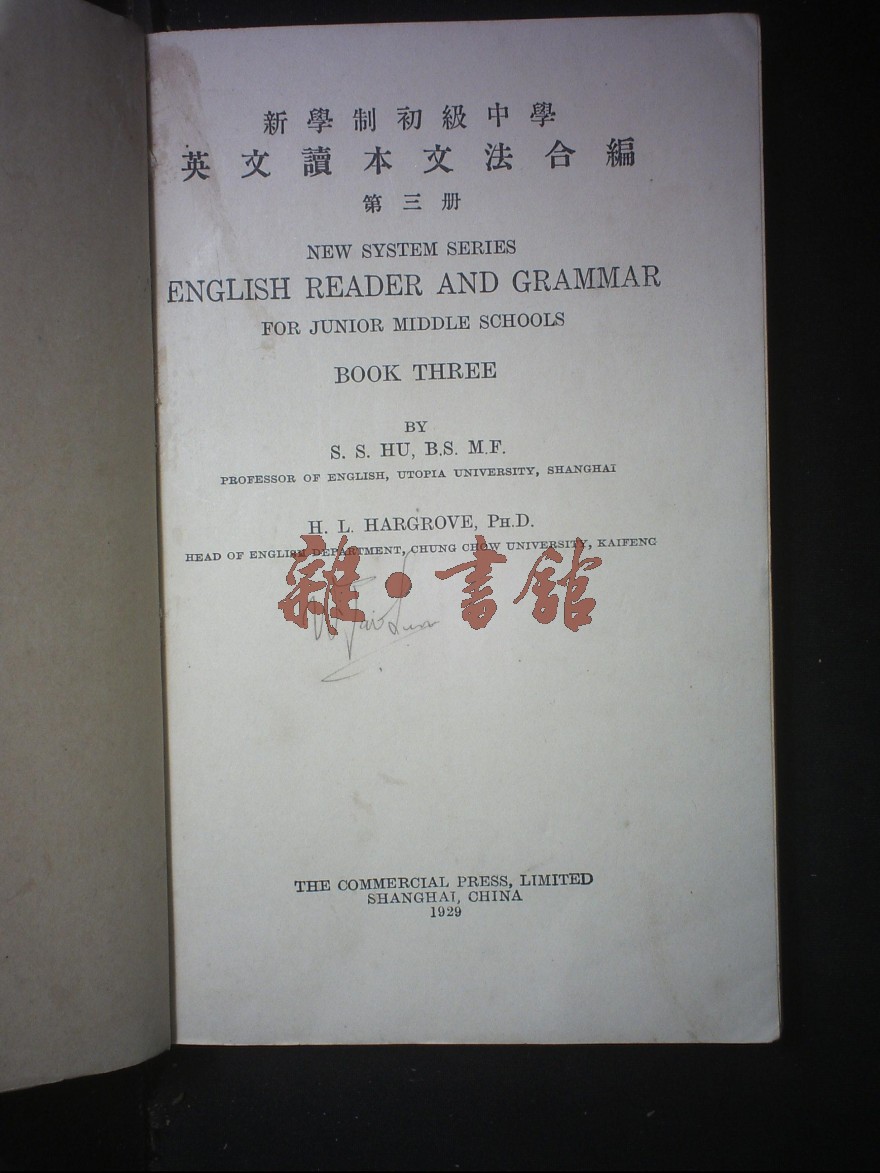 新學制初級中學
英文讀本文法合編
第三册
NEW SYSTEM SERIES
ENGLISH READER AND GRAMMAR
FOR JUNIOR MIDDLE SCHOOLS
BOOK THREE
BY
S. S. HU, B.S. M.F.
PROFESSOR OF ENGLISH, UTOPIA UNIVERSITY, SHANGHAI
H. L. HARGROVE, PH.D.
HEAD OF ENGLISH DEPARTMENT, CHUNG CHOW UNIVERSITY, KAIFENG
雜·書館
THE COMMERCIAL PRESS, LIMITED
SHANGHAI, CHINA
1929